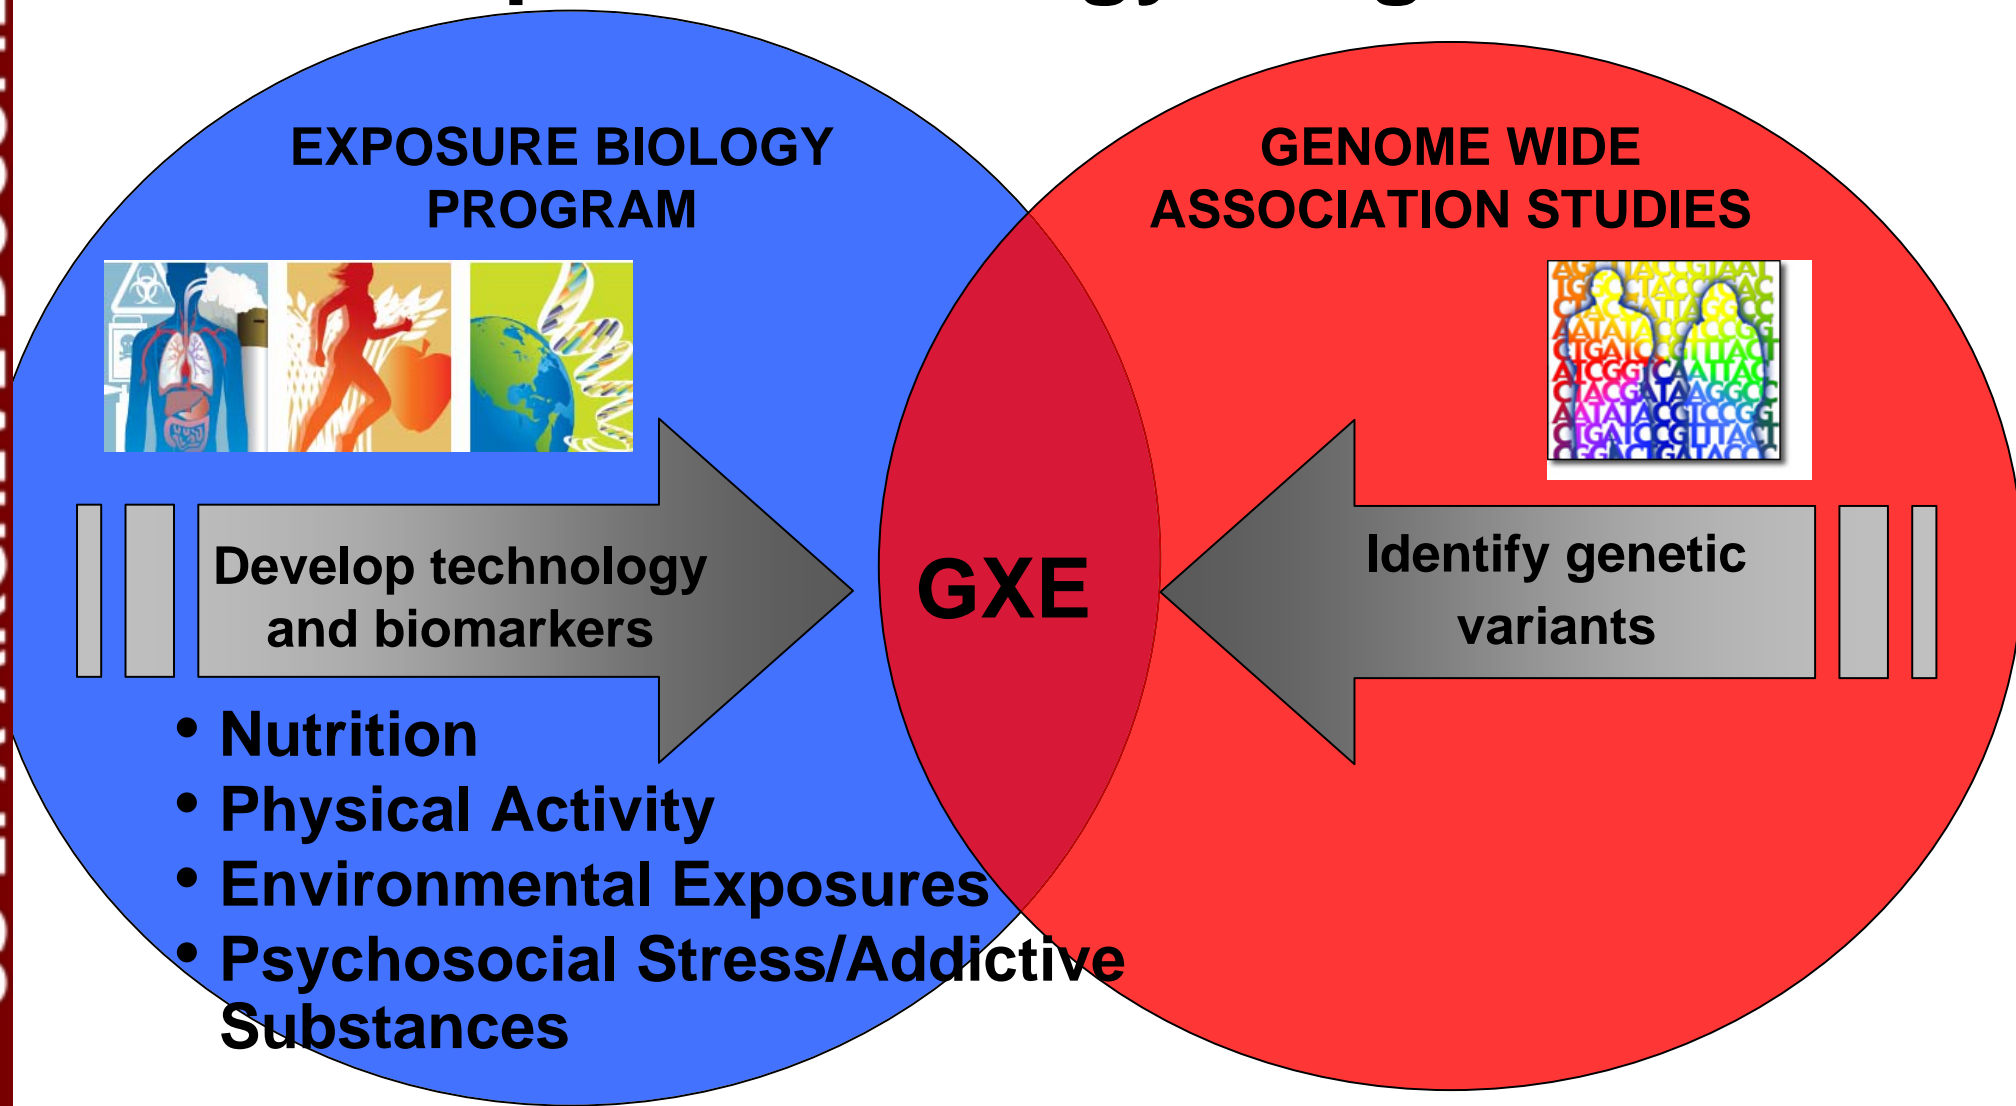 EXPOSURE BIOLOGY
PROGRAM
GENOME WIDE
ASSOCIATION STUDIES
Develop technology
and biomarkers
GXE
Identify genetic
variants
• Nutrition
• Physical Activity
• Environmental Exposures
• Psychosocial Stress/Addictive
Substances